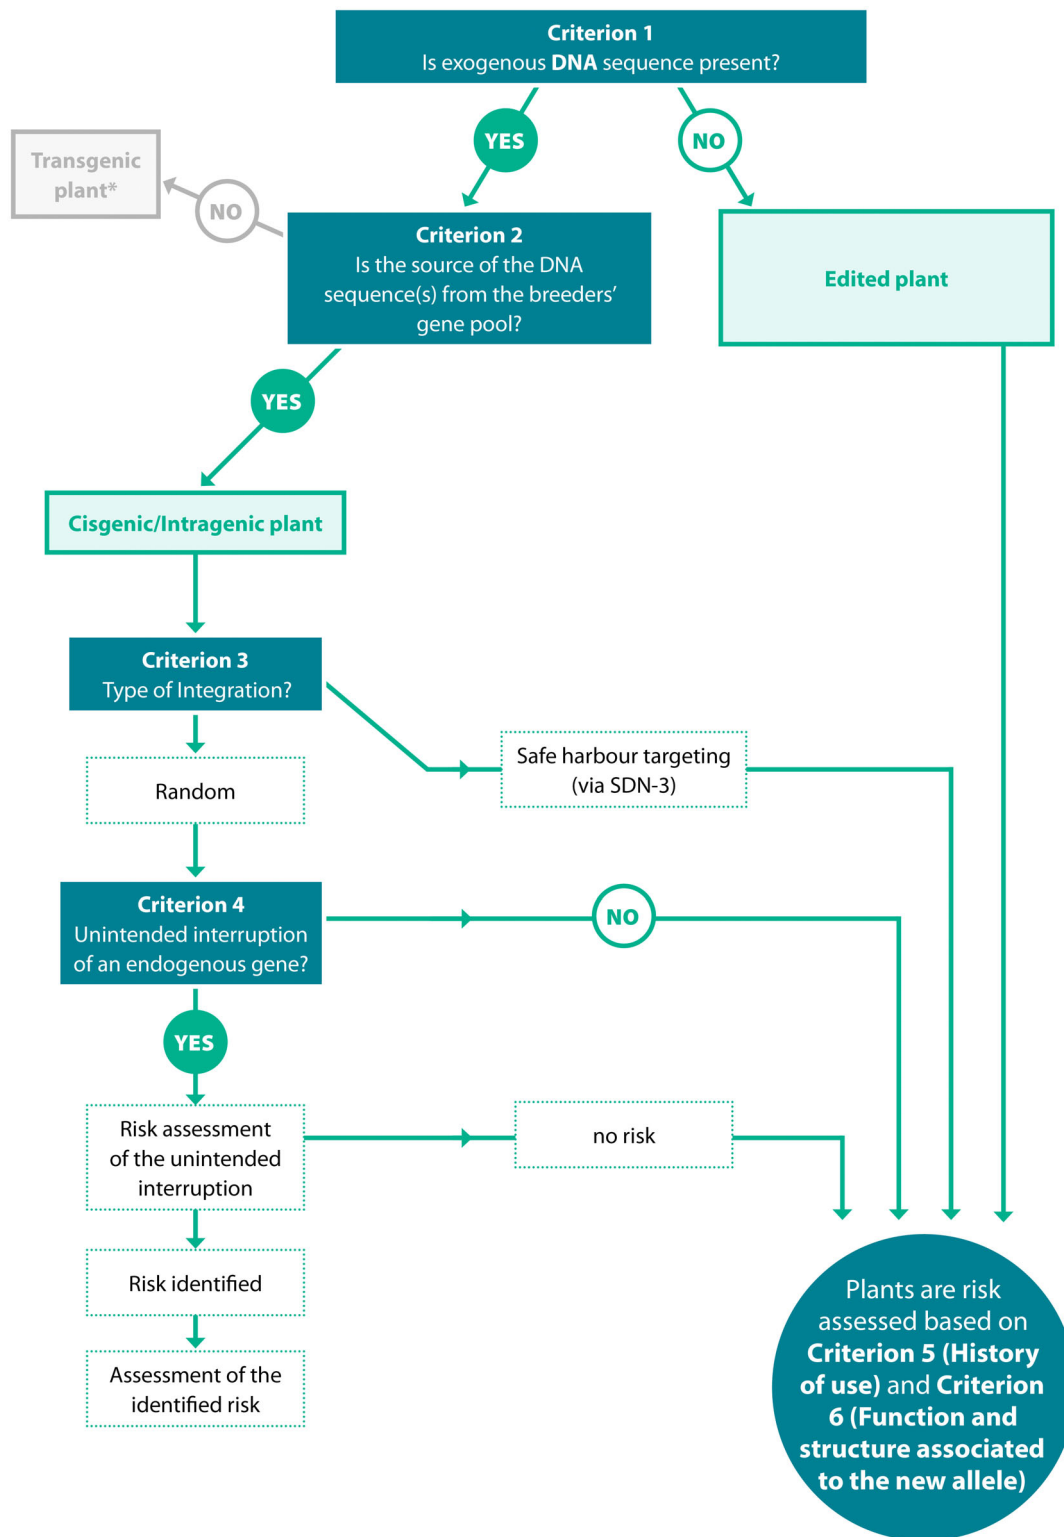 Criterion 1
Is exogenous DNA sequence present?
YES
NO
Transgenic
plant*
NO
Criterion 2
Is the source of the DNA
sequence(s) from the breeders’
gene pool?
Edited plant
YES
Cisgenic/Intragenic plant
Criterion 3
Type of Integration?
Safe harbour targeting
(via SDN-3)
Random
Criterion 4
Unintended interruption
of an endogenous gene?
NO
YES
Risk assessment
of the unintended
interruption
no risk
Risk identified
Assessment of the
identified risk
Plants are risk
assessed based on
Criterion 5 (History
of use) and Criterion
6 (Function and
structure associated
to the new allele)